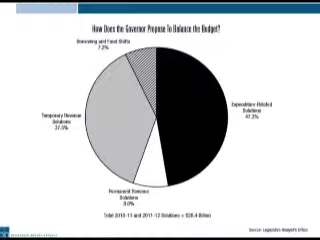 How Does the Governor Propose To Balance the Budget?
Borrowing and Fund Shifts
7.2%
Expenditure-Related
Solutions
47.3%
Temporary Revenue
Solutions
37.5%
Permanent Revenue
Solutions
8.0%
Total 2010-11 and 2011-12 Solutions = $26.4 Billion
Source: Legislative Analyst's Office